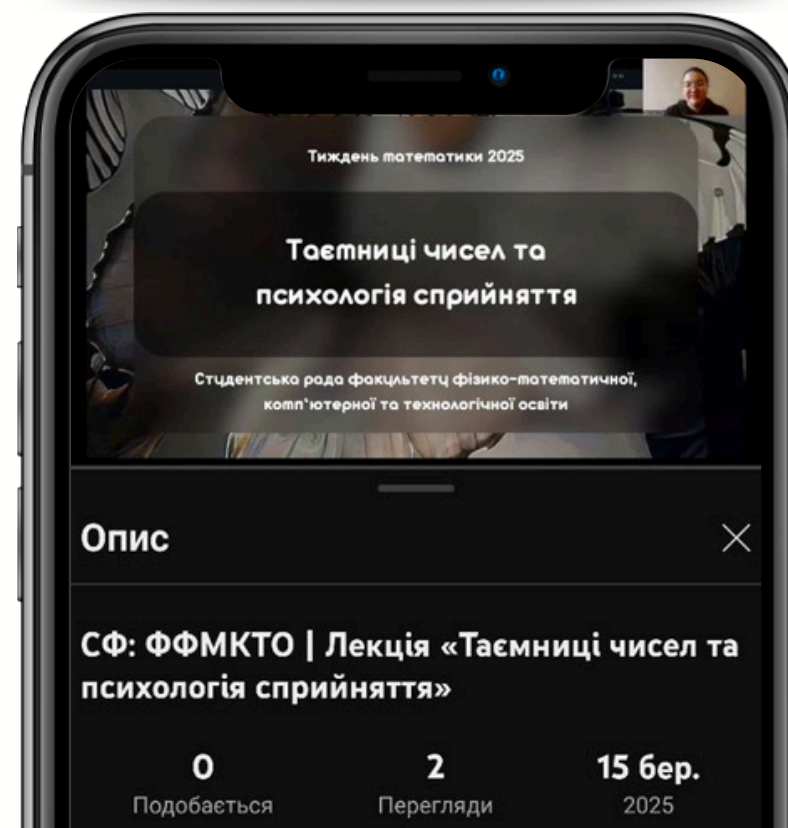 Тиждень математики 2025
Таємниці чисел та
психологія сприйняття
Студентська рада факультету фізико-математичної,
комп'ютерної та технологічної освіти
Опис
СФ: ФФМКТО | Лекція «Таємниці чисел та
психологія сприйняття»
0 2 15 бер.
Подобається Перегляди 2025